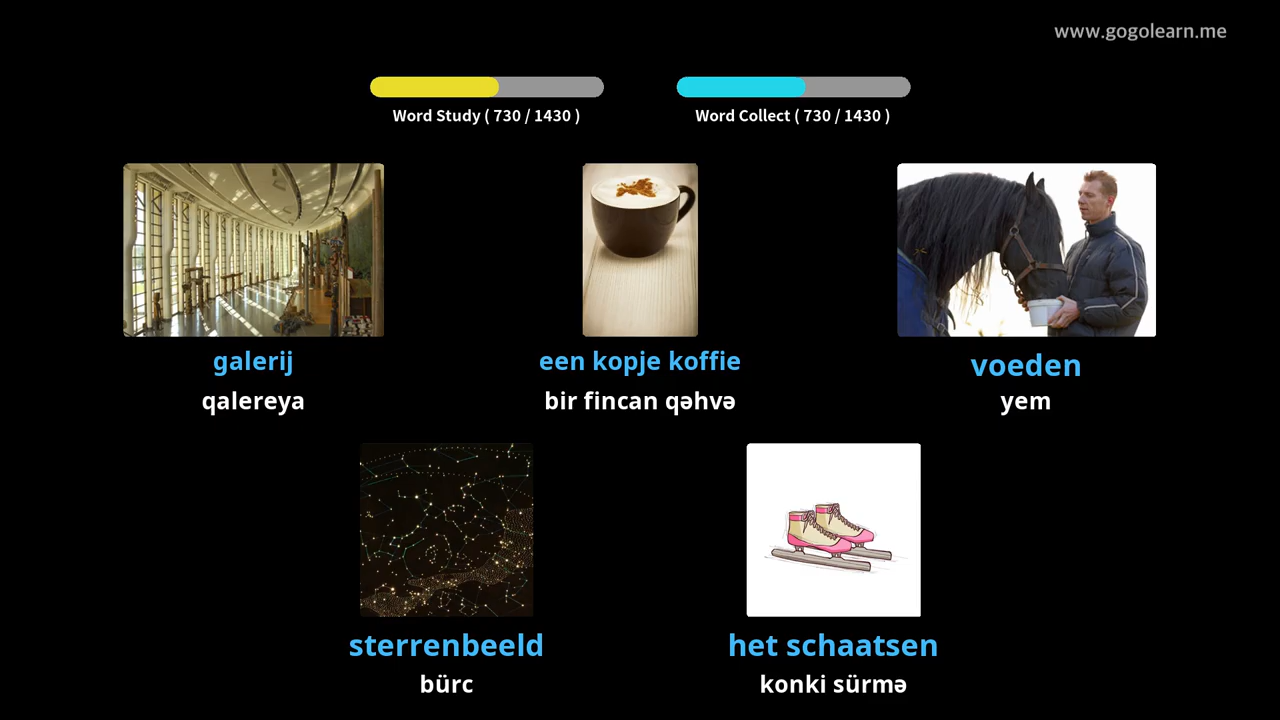 www.gogolearn.me
Word Study ( 730 / 1430 )
Word Collect ( 730 / 1430 )
galerij
een kopje koffie
voeden
qalereya
bir fincan qəhvə
yem
sterrenbeeld
het schaatsen
bürc
konki sürmə